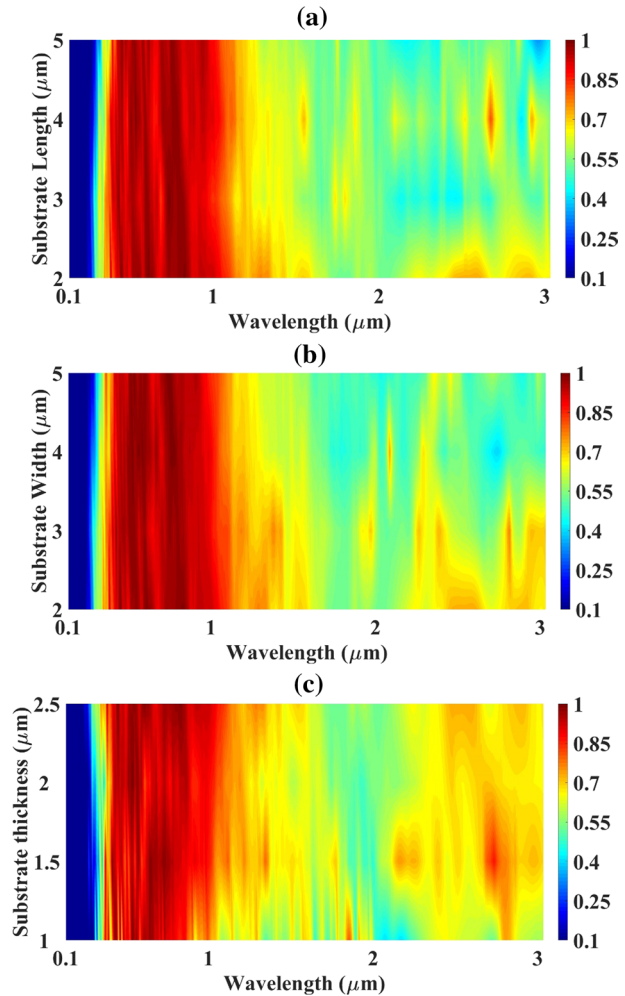 (a)
Substrate Length (μm)
5
4
3
2
0.1 1 2 3
Wavelength (μm)
1
0.85
0.7
0.55
0.4
0.25
0.1
(b)
Substrate Width (μm)
5
4
3
2
0.1 1 2 3
Wavelength (μm)
1
0.85
0.7
0.55
0.4
0.25
0.1
(c)
Substrate thickness (μm)
2.5
2
1.5
1
0.1 1 2 3
Wavelength (μm)
1
0.85
0.7
0.55
0.4
0.25
0.1